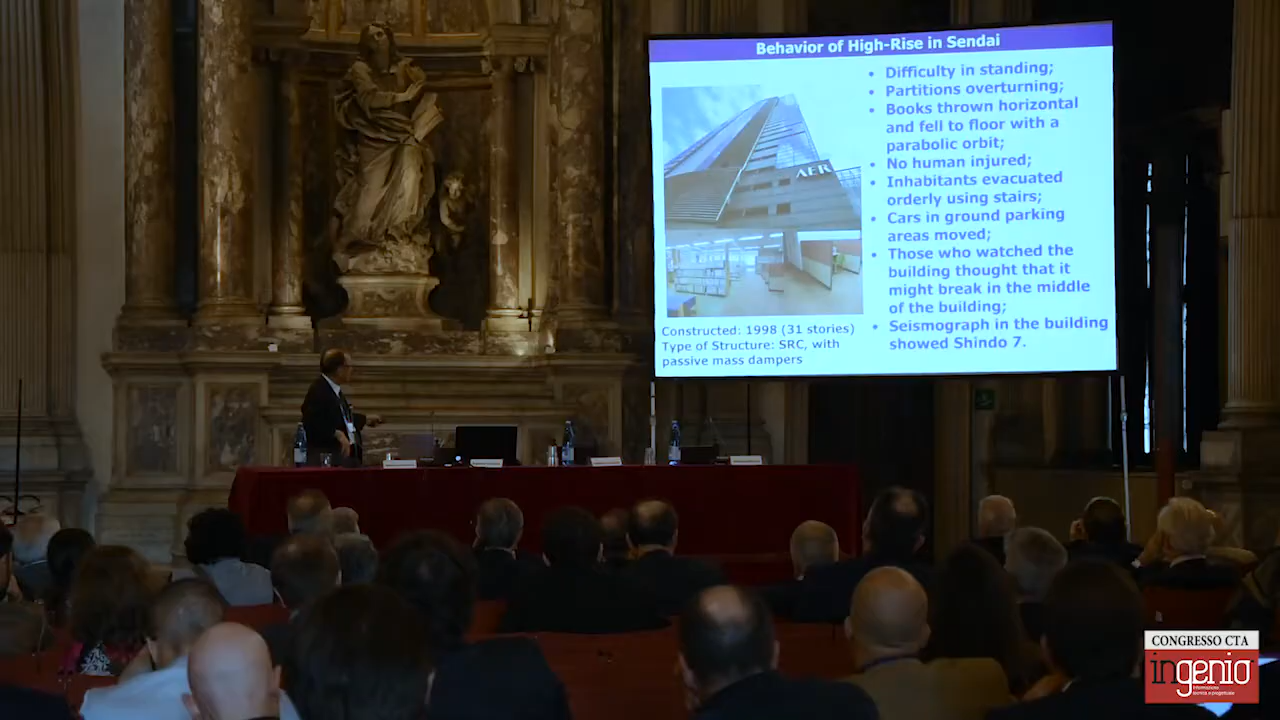 Behavior of High-Rise in Sendai
• Difficulty in standing;
• Partitions overturning;
• Books thrown horizontal
and fell to floor with a
parabolic orbit;
• No human injured;
• Inhabitants evacuated
orderly using stairs;
• Cars in ground parking
areas moved;
• Those who watched the
building thought that it
might break in the middle
of the building;
• Seismograph in the building
showed Shindo 7.
AER
Constructed: 1998 (31 stories)
Type of Structure: SRC, with
passive mass dampers
CONGRESSO CTA
ingenio